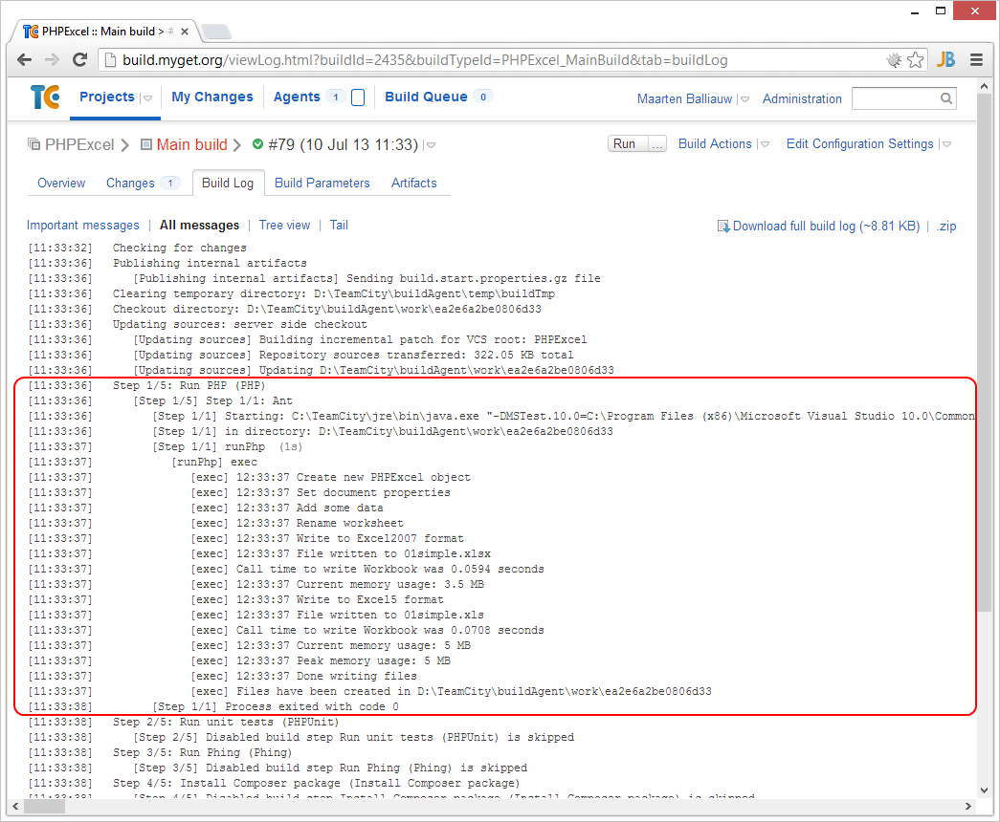 PHPExcel :: Main build > #
build.myget.org/viewLog.html?buildId=2435&buildTypeId=PHPExcel_MainBuild&tab=buildLog
JB
TC Projects My Changes Agents 1 Build Queue 0 Maarten Balliauw Administration
PHPExcel Main build #79 (10 Jul 13 11:33) Run ... Build Actions Edit Configuration Settings
Overview Changes 1 Build Log Build Parameters Artifacts
Important messages | All messages | Tree view | Tail Download full build log (~8.81 KB) | .zip
[11:33:32] Checking for changes
[11:33:36] Publishing internal artifacts
[11:33:36] [Publishing internal artifacts] Sending build.start.properties.gz file
[11:33:36] Clearing temporary directory: D:\TeamCity\buildAgent\temp\buildTmp
[11:33:36] Checkout directory: D:\TeamCity\buildAgent\work\ea2e6a2be0806d33
[11:33:36] Updating sources: server side checkout
[11:33:36] [Updating sources] Building incremental patch for VCS root: PHPExcel
[11:33:36] [Updating sources] Repository sources transferred: 322.05 KB total
[11:33:36] [Updating sources] Updating D:\TeamCity\buildAgent\work\ea2e6a2be0806d33
[11:33:36] Step 1/5: Run PHP (PHP)
[11:33:36] [Step 1/5] Step 1/1: Ant
[11:33:36] [Step 1/1] Starting: C:\TeamCity\jre\bin\java.exe "-DMSTest.10.0=C:\Program Files (x86)\Microsoft Visual Studio 10.0\Common
[11:33:36] [Step 1/1] in directory: D:\TeamCity\buildAgent\work\ea2e6a2be0806d33
[11:33:37] [Step 1/1] runPhp (1s)
[11:33:37] [runPhp] exec
[11:33:37] [exec] 12:33:37 Create new PHPExcel object
[11:33:37] [exec] 12:33:37 Set document properties
[11:33:37] [exec] 12:33:37 Add some data
[11:33:37] [exec] 12:33:37 Rename worksheet
[11:33:37] [exec] 12:33:37 Write to Excel2007 format
[11:33:37] [exec] 12:33:37 File written to 01simple.xlsx
[11:33:37] [exec] Call time to write Workbook was 0.0594 seconds
[11:33:37] [exec] 12:33:37 Current memory usage: 3.5 MB
[11:33:37] [exec] 12:33:37 Write to Excel5 format
[11:33:37] [exec] 12:33:37 File written to 01simple.xls
[11:33:37] [exec] Call time to write Workbook was 0.0708 seconds
[11:33:37] [exec] 12:33:37 Current memory usage: 5 MB
[11:33:37] [exec] 12:33:37 Peak memory usage: 5 MB
[11:33:37] [exec] 12:33:37 Done writing files
[11:33:37] [exec] Files have been created in D:\TeamCity\buildAgent\work\ea2e6a2be0806d33
[11:33:38] [Step 1/1] Process exited with code 0
[11:33:38] Step 2/5: Run unit tests (PHPUnit)
[11:33:38] [Step 2/5] Disabled build step Run unit tests (PHPUnit) is skipped
[11:33:38] Step 3/5: Run Phing (Phing)
[11:33:38] [Step 3/5] Disabled build step Run Phing (Phing) is skipped
[11:33:38] Step 4/5: Install Composer package (Install Composer package)
[11:33:38] [Step 4/5] Disabled build step Install Composer package (Install Composer package) is skipped